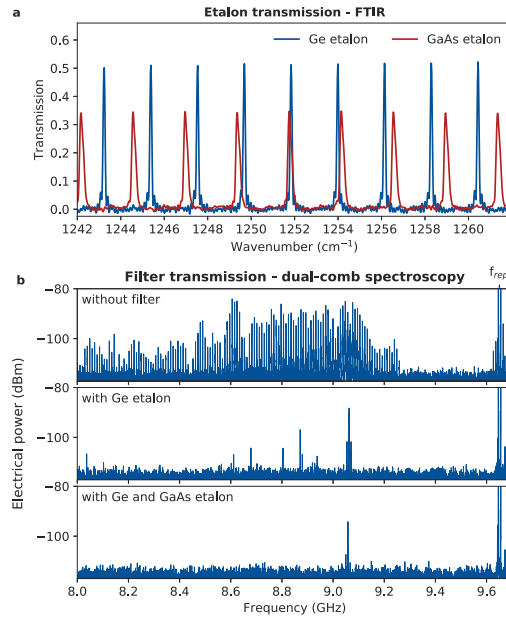 a
Etalon transmission - FTIR
Ge etalon
GaAs etalon
0.6
0.5
0.4
0.3
0.2
0.1
0.0
Transmission
1242 1244 1246 1248 1250 1252 1254 1256 1258 1260
Wavenumber (cm⁻¹)
b
Filter transmission - dual-comb spectroscopy
f_rep
−80
without filter
−100
−80
with Ge etalon
−100
−80
with Ge and GaAs etalon
−100
Electrical power (dBm)
8.0 8.2 8.4 8.6 8.8 9.0 9.2 9.4 9.6
Frequency (GHz)